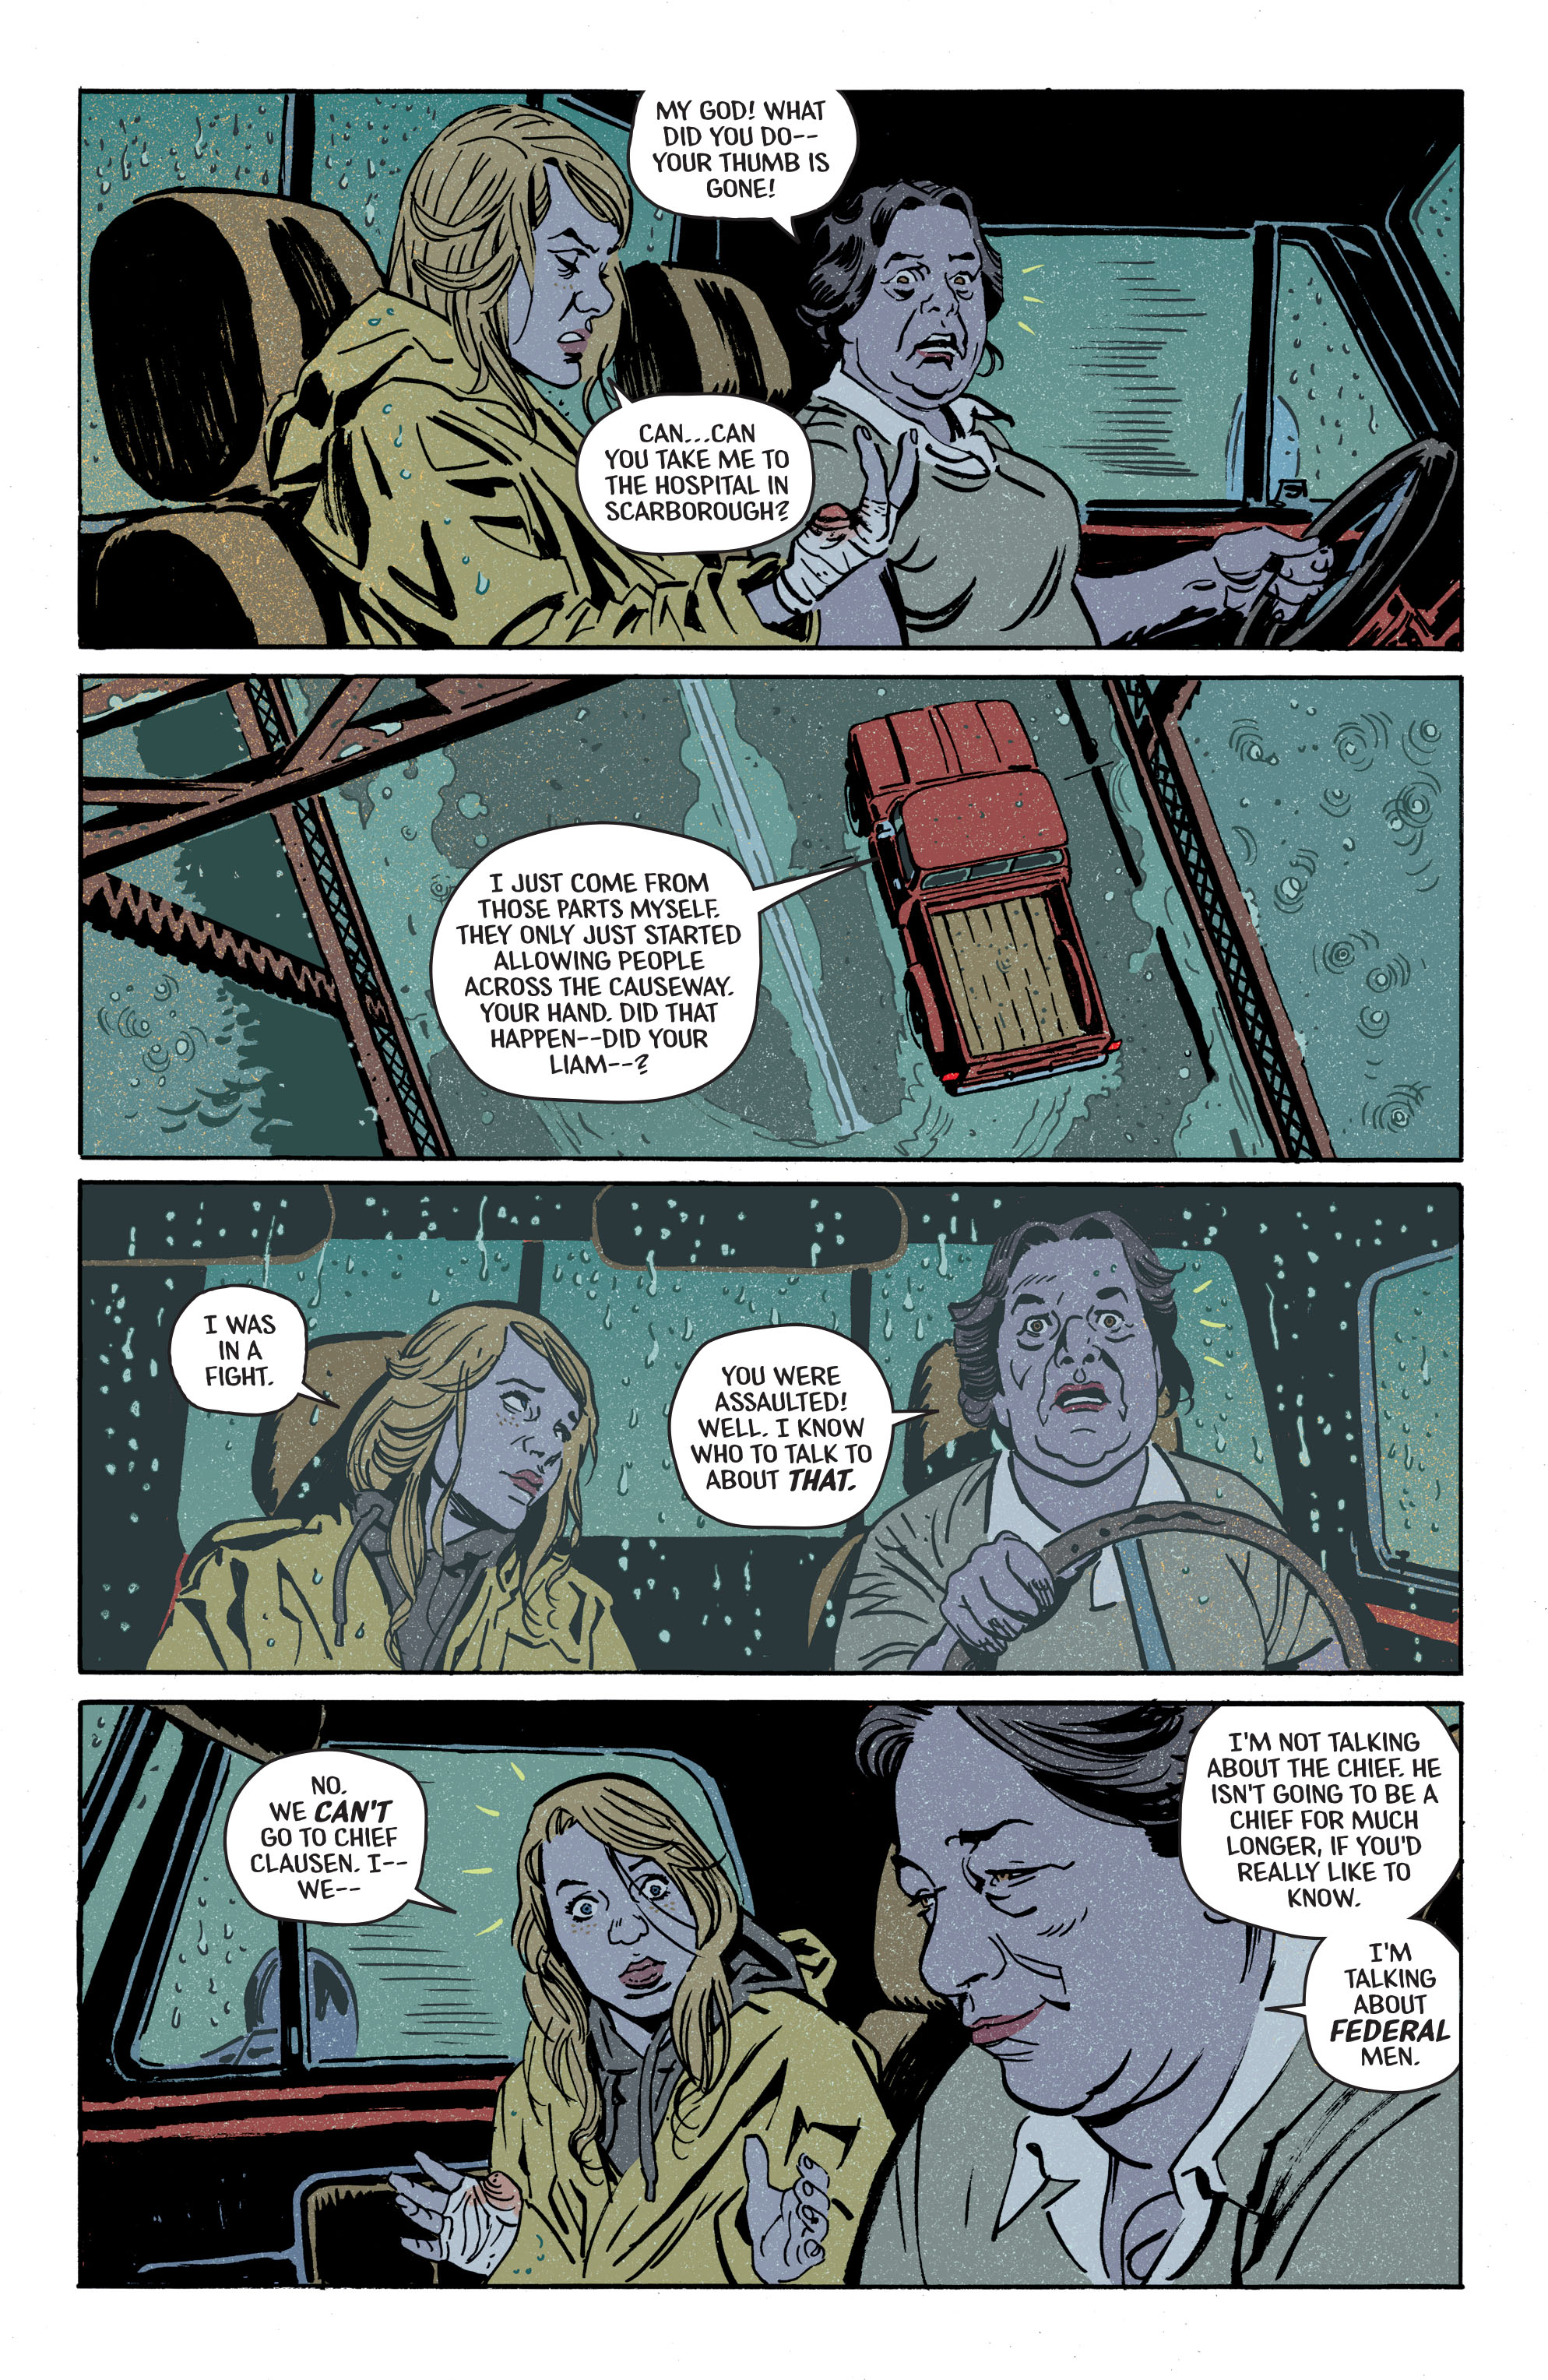 MY GOD! WHAT
DID YOU DO--
YOUR THUMB IS
GONE!
CAN...CAN
YOU TAKE ME TO
THE HOSPITAL IN
SCARBOROUGH?
I JUST COME FROM
THOSE PARTS MYSELF.
THEY ONLY JUST STARTED
ALLOWING PEOPLE
ACROSS THE CAUSEWAY.
YOUR HAND. DID THAT
HAPPEN--DID YOUR
LIAM--?
I WAS
IN A
FIGHT.
YOU WERE
ASSAULTED!
WELL. I KNOW
WHO TO TALK TO
ABOUT THAT.
NO.
WE CAN'T
GO TO CHIEF
CLAUSEN. I--
WE--
I'M NOT TALKING
ABOUT THE CHIEF. HE
ISN'T GOING TO BE A
CHIEF FOR MUCH
LONGER, IF YOU'D
REALLY LIKE TO
KNOW.
I'M
TALKING
ABOUT
FEDERAL
MEN.